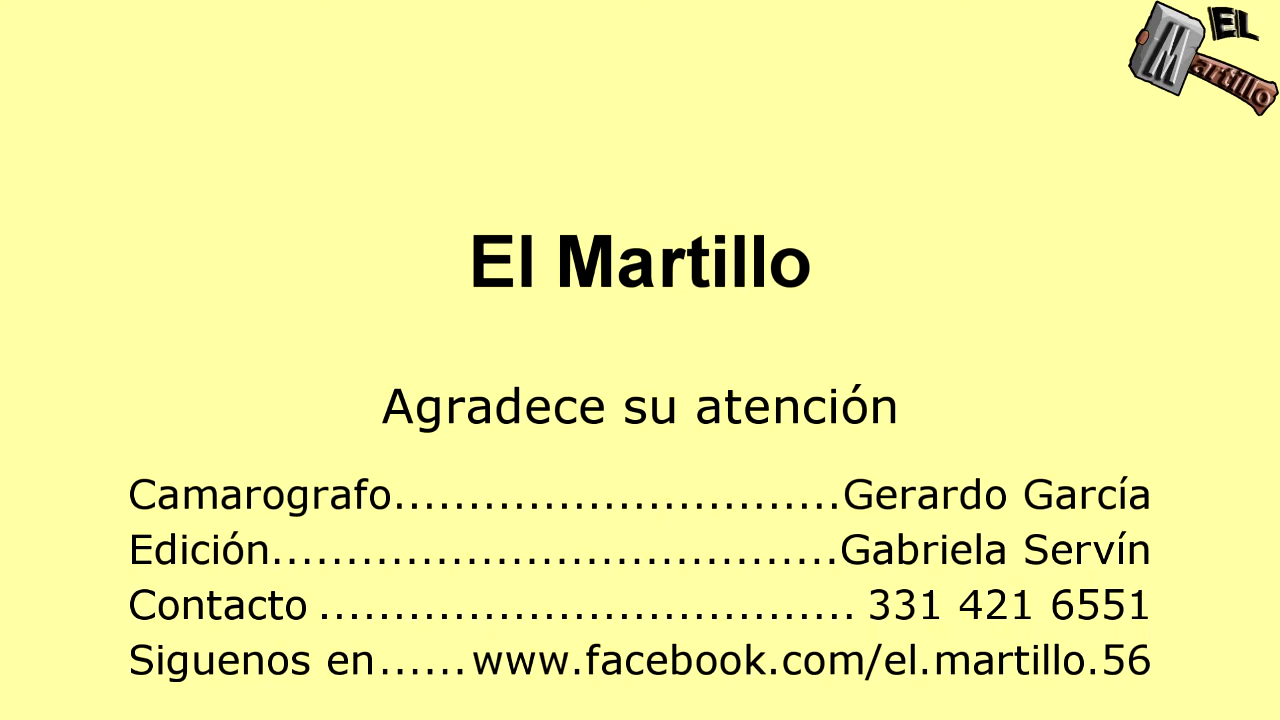 EL
Martillo
El Martillo
Agradece su atención
Camarografo..............................Gerardo García
Edición......................................Gabriela Servín
Contacto .................................... 331 421 6551
Siguenos en......www.facebook.com/el.martillo.56